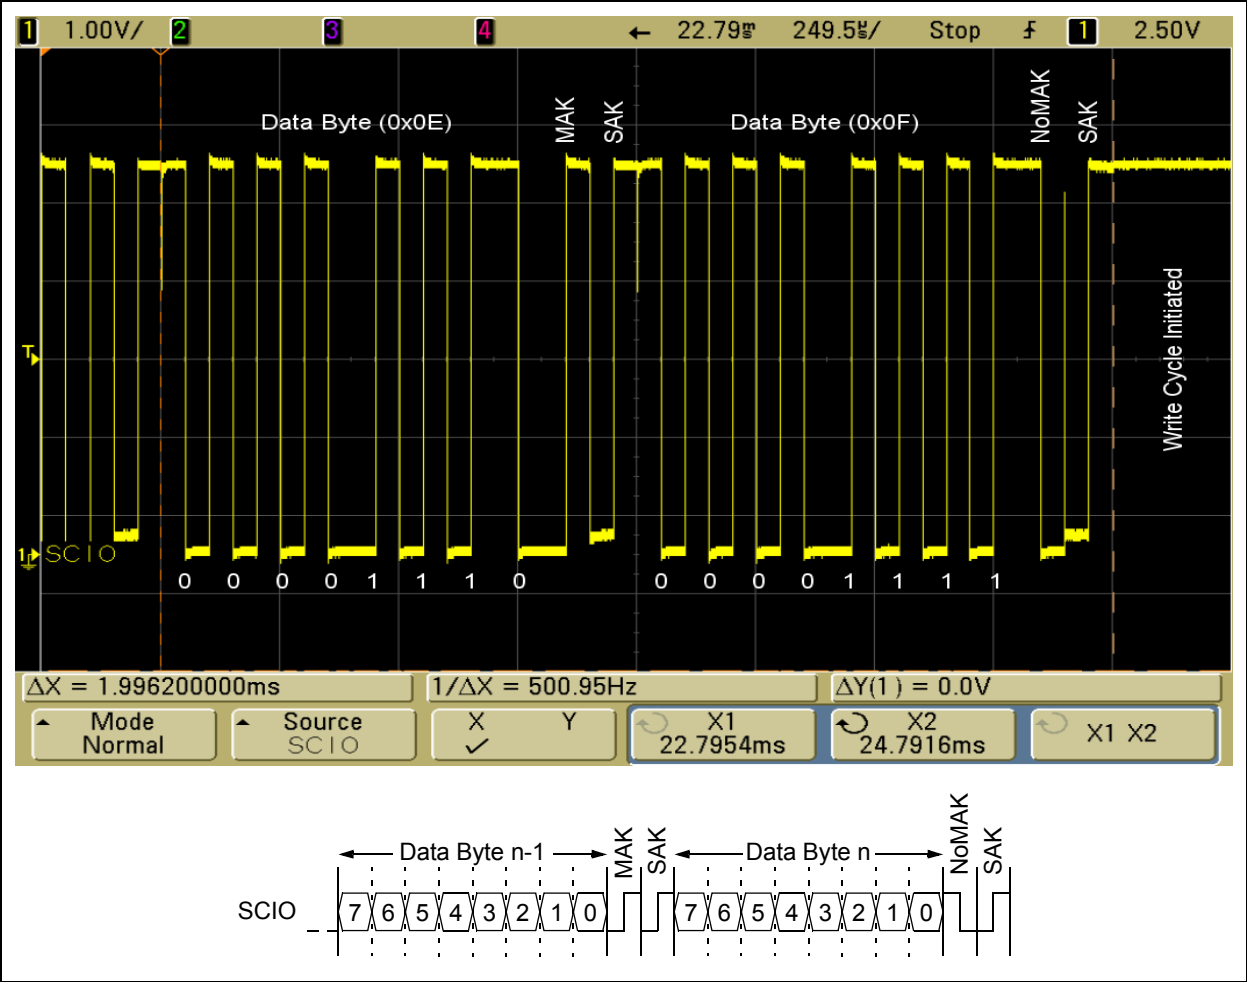 1 1.00V/ 2 3 4 ← 22.79ms 249.5s/ Stop 1 2.50V
Data Byte (0x0E) MAK SAK Data Byte (0x0F) NoMAK SAK
T
Write Cycle Initiated
1 SCIO
0 0 0 0 1 1 1 0 0 0 0 0 1 1 1 1
ΔX = 1.996200000ms 1/ΔX = 500.95Hz ΔY(1) = 0.0V
Mode Source X Y X1 X2 X1 X2
Normal SCIO ✓ 22.7954ms 24.7916ms
Data Byte n-1 MAK SAK Data Byte n NoMAK SAK
SCIO 7 6 5 4 3 2 1 0 7 6 5 4 3 2 1 0